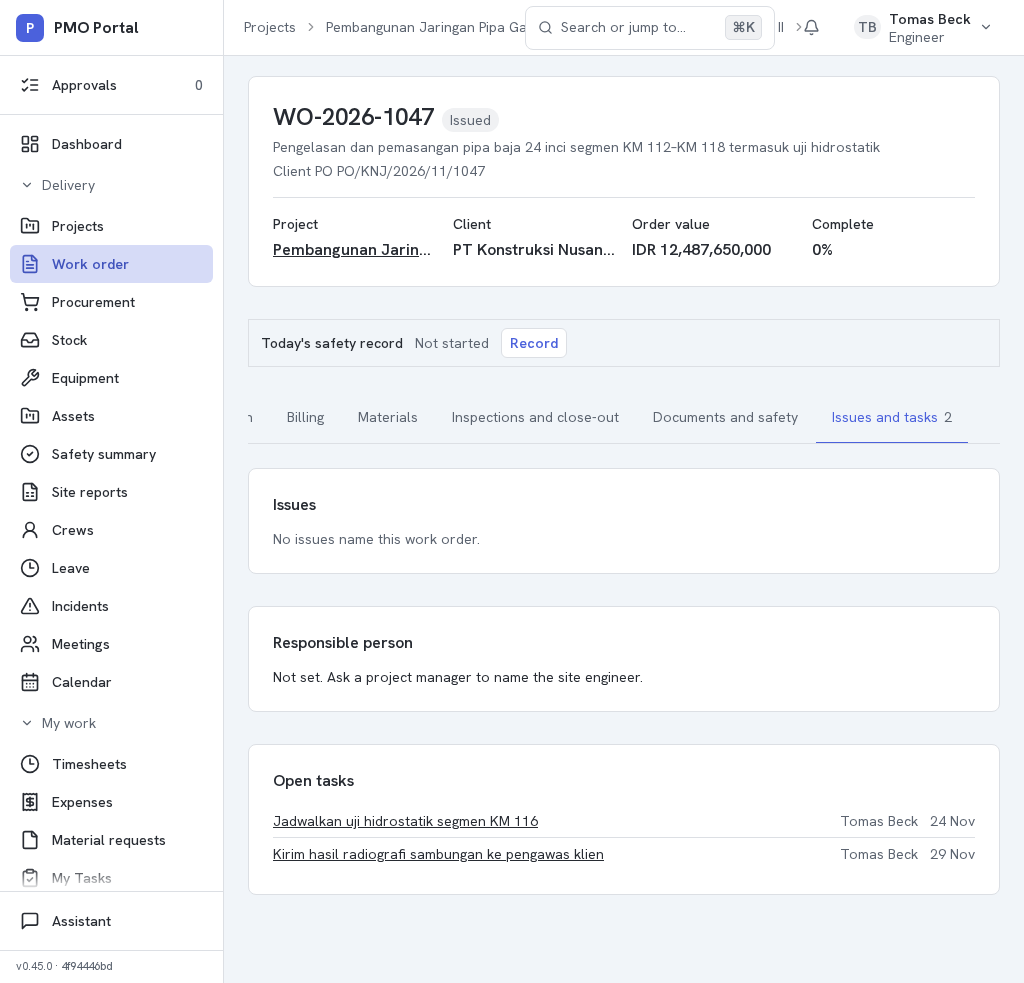 P PMO Portal
Projects > Pembangunan Jaringan Pipa Ga
Search or jump to... ⌘K
II >
TB Tomas Beck
Engineer
Approvals 0
Dashboard
Delivery
Projects
Work order
Procurement
Stock
Equipment
Assets
Safety summary
Site reports
Crews
Leave
Incidents
Meetings
Calendar
My work
Timesheets
Expenses
Material requests
My Tasks
Assistant
v0.45.0 · 4f94446bd
WO-2026-1047 Issued
Pengelasan dan pemasangan pipa baja 24 inci segmen KM 112–KM 118 termasuk uji hidrostatik
Client PO PO/KNJ/2026/11/1047
Project Client Order value Complete
Pembangunan Jarin... PT Konstruksi Nusan... IDR 12,487,650,000 0%
Today's safety record Not started Record
Billing Materials Inspections and close-out Documents and safety Issues and tasks 2
Issues
No issues name this work order.
Responsible person
Not set. Ask a project manager to name the site engineer.
Open tasks
Jadwalkan uji hidrostatik segmen KM 116 Tomas Beck 24 Nov
Kirim hasil radiografi sambungan ke pengawas klien Tomas Beck 29 Nov